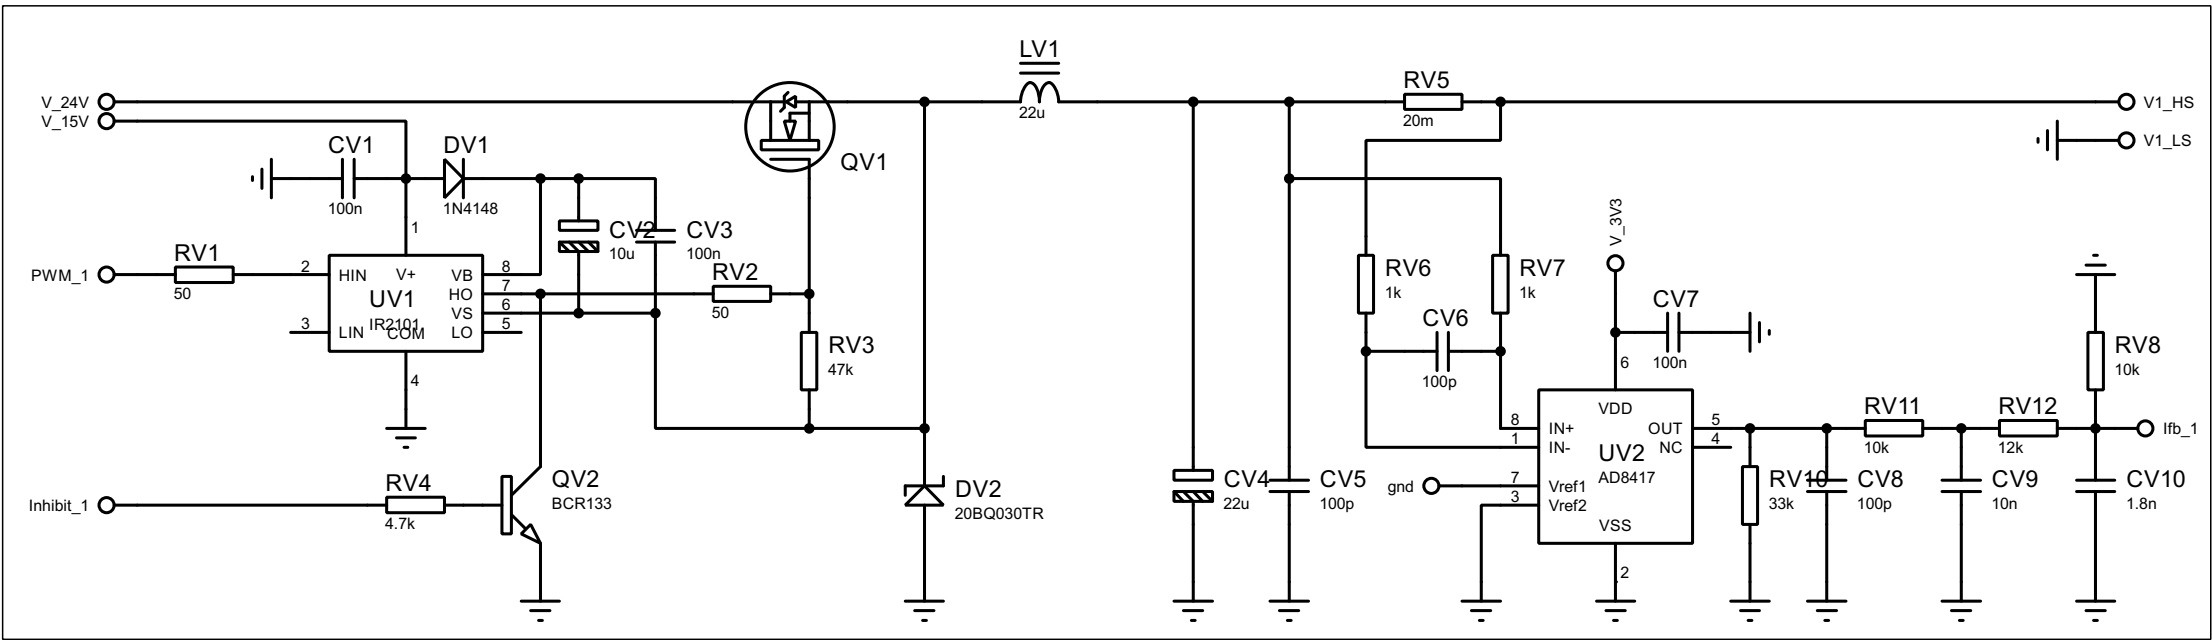 LV1
22u
RV5
20m
V_24V
V_15V
V1_HS
V1_LS
CV1
100n
DV1
1N4148
QV1
1
CV2
10u
CV3
100n
PWM_1
RV1
50
2
HIN
V+
VB
8
HO
7
VS
6
LO
5
UV1
IR2101
COM
3
LIN
4
RV2
50
RV3
47k
RV6
1k
RV7
1k
CV6
100p
V_3V3
CV7
100n
6
RV8
10k
Inhibit_1
RV4
4.7k
QV2
BCR133
DV2
20BQ030TR
CV4
22u
CV5
100p
gnd
8
IN+
1
IN-
7
Vref1
3
Vref2
VDD
UV2
AD8417
VSS
OUT
5
NC
4
2
RV10
33k
CV8
100p
RV11
10k
CV9
10n
RV12
12k
CV10
1.8n
Ifb_1